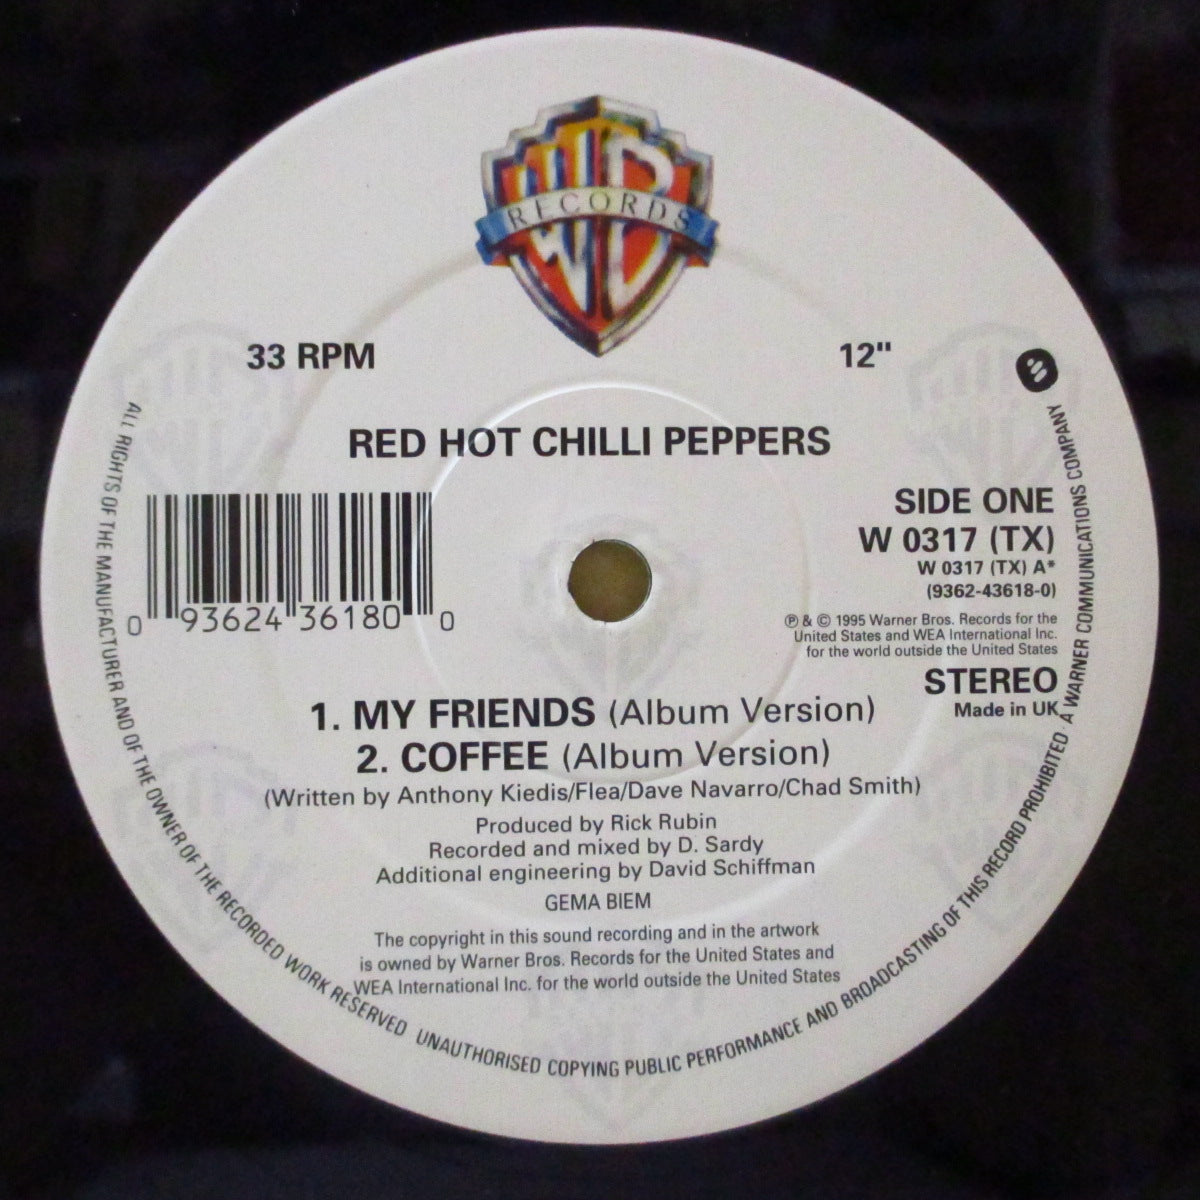 WB
RECORDS
33 RPM
12"
RED HOT CHILLI PEPPERS
0 93624 36180 0
SIDE ONE
W 0317 (TX)
W 0317 (TX) A*
(9362-43618-0)
℗ & © 1995 Warner Bros. Records for the
United States and WEA International Inc.
for the world outside the United States
STEREO
Made in UK
1. MY FRIENDS (Album Version)
2. COFFEE (Album Version)
(Written by Anthony Kiedis/Flea/Dave Navarro/Chad Smith)
Produced by Rick Rubin
Recorded and mixed by D. Sardy
Additional engineering by David Schiffman
GEMA BIEM
The copyright in this sound recording and in the artwork
is owned by Warner Bros. Records for the United States and
WEA International Inc. for the world outside the United States
ALL RIGHTS OF THE MANUFACTURER AND OF THE OWNER OF THE RECORDED WORK RESERVED UNAUTHORISED COPYING PUBLIC PERFORMANCE AND BROADCASTING OF THIS RECORD PROHIBITED A WARNER COMMUNICATIONS COMPANY